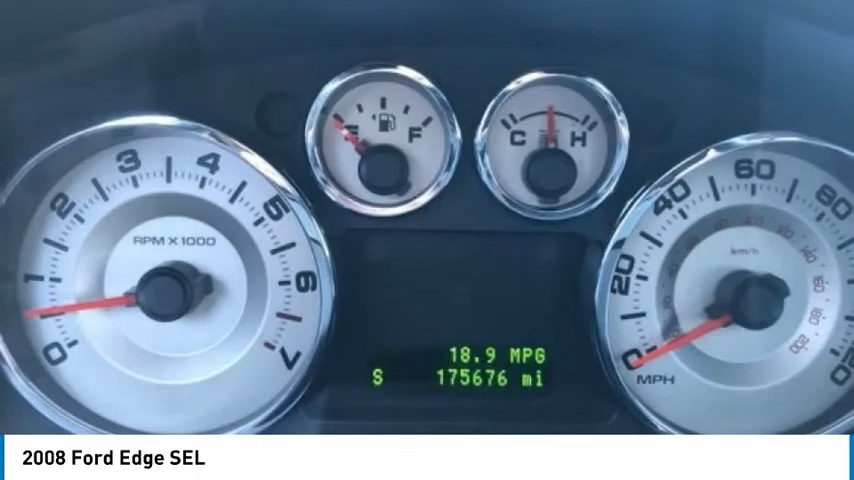 E F
C H
0 1 2 3 4 5 6 7
RPM X 1000
0 20 40 60 80
km/h
MPH
18.9 MPG
S 175676 mi
2008 Ford Edge SEL